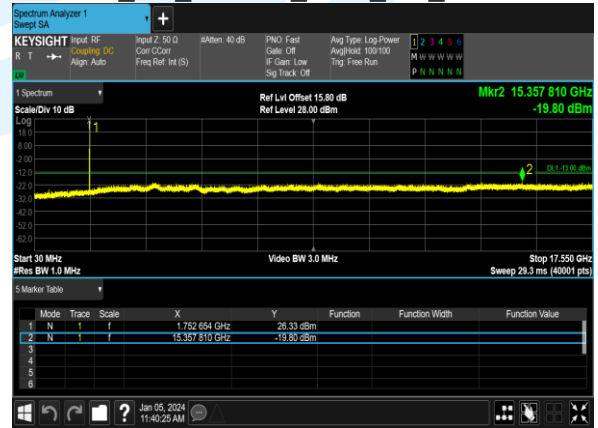 Spectrum Analyzer 1
Swept SA
+
KEYSIGHT
R T
LV
Input: RF
Coupling: DC
Align: Auto
Input Z: 50 Ω
Corr CCorr
Freq Ref: Int (S)
#Atten: 40 dB
PNO: Fast
Gate: Off
IF Gain: Low
Sig Track: Off
Avg Type: Log-Power
Avg|Hold: 100/100
Trig: Free Run
1 2 3 4 5 6
M W W W W W
P N N N N N
1 Spectrum
Scale/Div 10 dB
Ref Lvl Offset 15.80 dB
Ref Level 28.00 dBm
Mkr2 15.357 810 GHz
-19.80 dBm
Log
18.0
8.00
-2.00
-12.0
-22.0
-32.0
-42.0
-52.0
-62.0
1
2
DL1 -13.00 dBm
Start 30 MHz
#Res BW 1.0 MHz
Video BW 3.0 MHz
Stop 17.550 GHz
Sweep 29.3 ms (40001 pts)
5 Marker Table
Mode Trace Scale X Y Function Function Width Function Value
1 N 1 f 1.752 654 GHz 26.33 dBm
2 N 1 f 15.357 810 GHz -19.80 dBm
3
4
5
6
?
Jan 05, 2024
11:40:25 AM